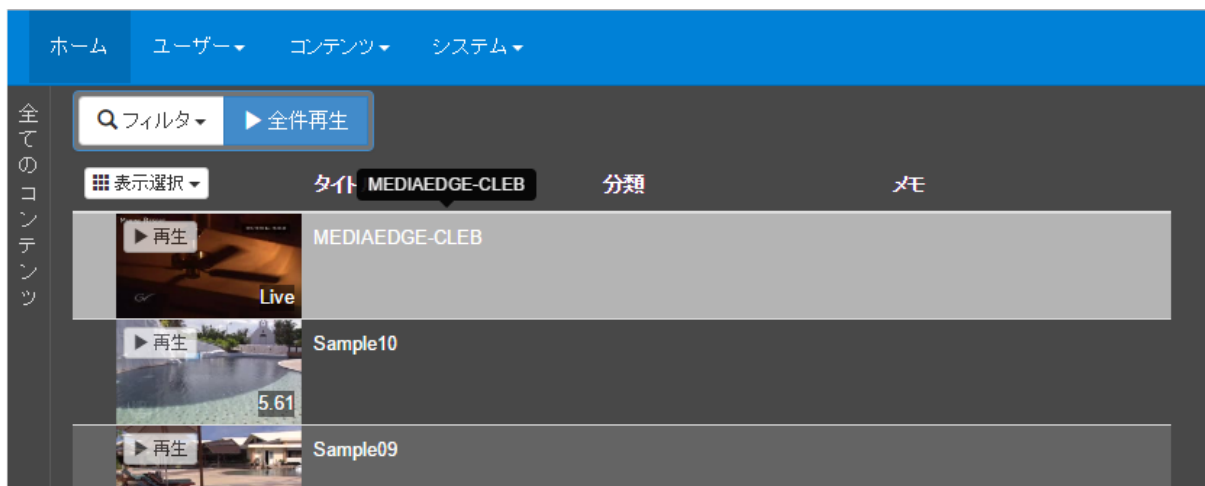 ホーム ユーザー コンテンツ システム
全てのコンテンツ
フィルタ 全件再生
表示選択 タイト MEDIAEDGE-CLEB 分類 メモ
再生 MEDIAEDGE-CLEB
Live
再生 Sample10
5.61
再生 Sample09